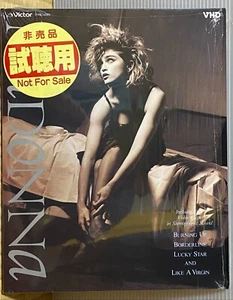 Victor
VHD
非売品
試聴用
Not For Sale
MADONNA
BURNING UP
BORDERLINE
LUCKY STAR
AND
LIKE A VIRGIN